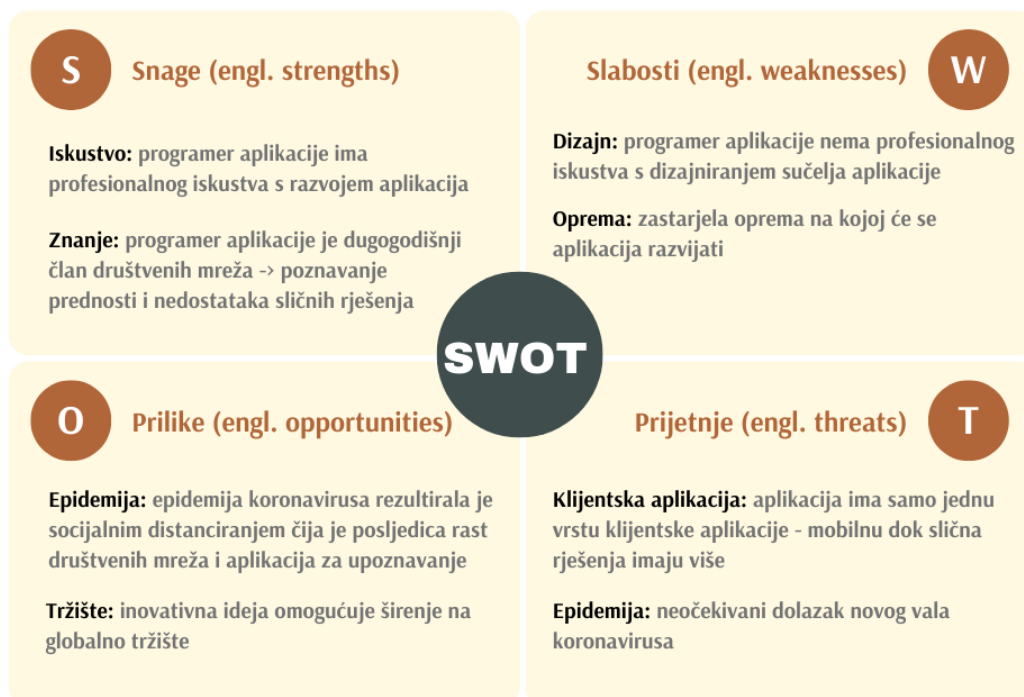 S
Snage (engl. strengths)
Iskustvo: programer aplikacije ima
profesionalnog iskustva s razvojem aplikacija
Znanje: programer aplikacije je dugogodišnji
član društvenih mreža -> poznavanje
prednosti i nedostataka sličnih rješenja
Slabosti (engl. weaknesses)
W
Dizajn: programer aplikacije nema profesionalnog
iskustva s dizajniranjem sučelja aplikacije
Oprema: zastarjela oprema na kojoj će se
aplikacija razvijati
SWOT
O
Prilike (engl. opportunities)
Epidemija: epidemija koronavirusa rezultirala je
socijalnim distanciranjem čija je posljedica rast
društvenih mreža i aplikacija za upoznavanje
Tržište: inovativna ideja omogućuje širenje na
globalno tržište
Prijetnje (engl. threats)
T
Klijentska aplikacija: aplikacija ima samo jednu
vrstu klijentske aplikacije - mobilnu dok slična
rješenja imaju više
Epidemija: neočekivani dolazak novog vala
koronavirusa